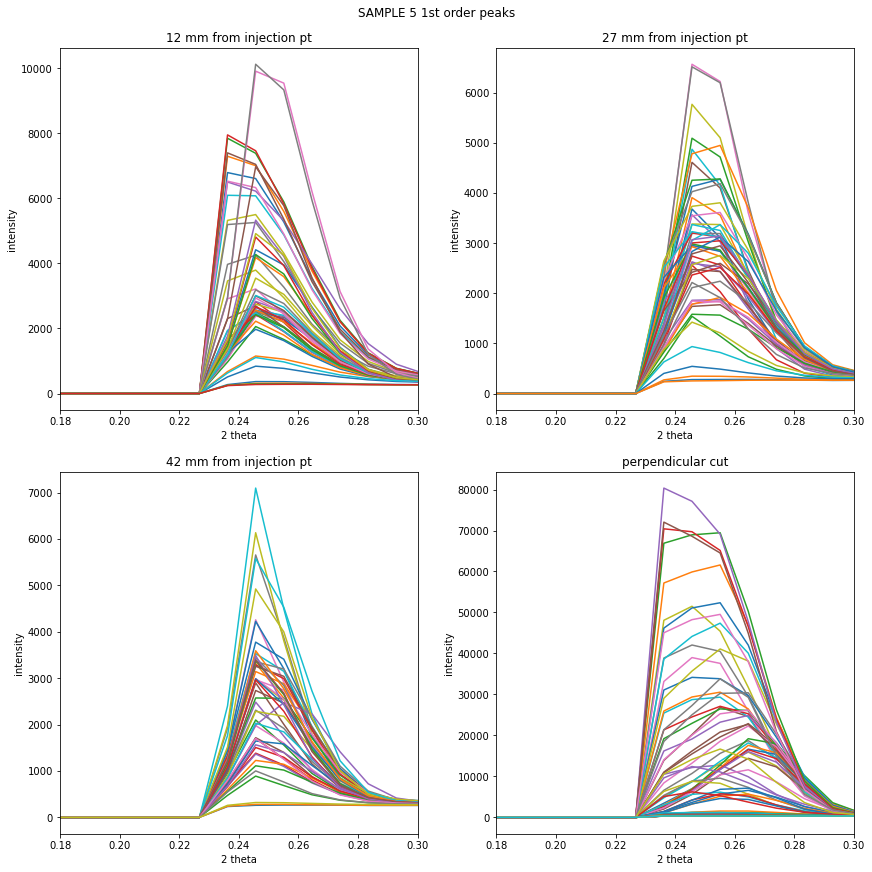 SAMPLE 5 1st order peaks
12 mm from injection pt
intensity
10000
8000
6000
4000
2000
0
0.18 0.20 0.22 0.24 0.26 0.28 0.30
2 theta
27 mm from injection pt
intensity
6000
5000
4000
3000
2000
1000
0
0.18 0.20 0.22 0.24 0.26 0.28 0.30
2 theta
42 mm from injection pt
intensity
7000
6000
5000
4000
3000
2000
1000
0
0.18 0.20 0.22 0.24 0.26 0.28 0.30
2 theta
perpendicular cut
intensity
80000
70000
60000
50000
40000
30000
20000
10000
0
0.18 0.20 0.22 0.24 0.26 0.28 0.30
2 theta